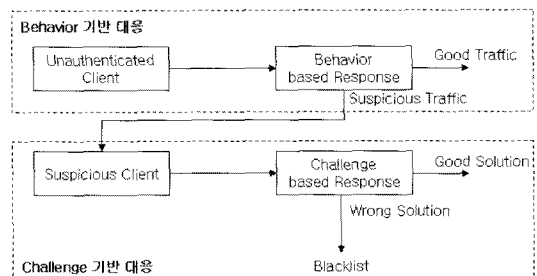 Behavior 기반 대응
Unauthenticated
Client
Behavior
based Response
Good Traffic
Suspicious Traffic
Suspicious Client
Challenge
based Response
Good Solution
Wrong Solution
Challenge 기반 대응
Blacklist